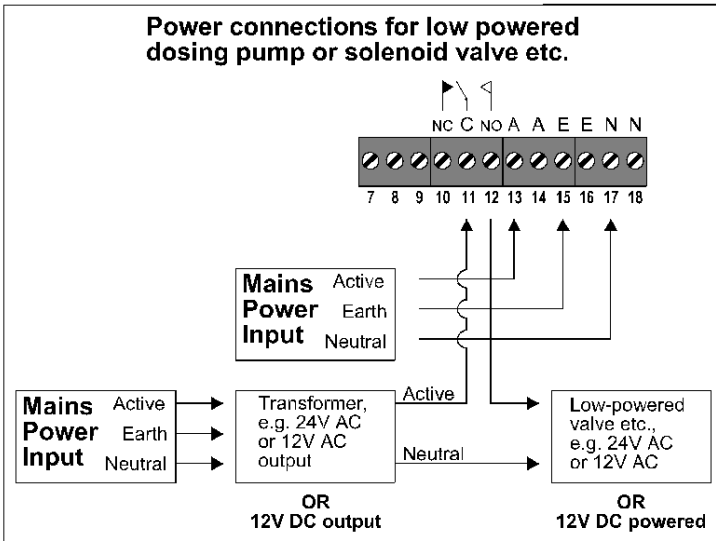 Power connections for low powered
dosing pump or solenoid valve etc.
NC C NO A A E E N N
7 8 9 10 11 12 13 14 15 16 17 18
Mains Power Input
Active
Earth
Neutral
Mains Power Input
Active
Earth
Neutral
Transformer,
e.g. 24V AC
or 12V AC
output
Active
Neutral
Low-powered
valve etc.,
e.g. 24V AC
or 12V AC
OR
12V DC output
OR
12V DC powered